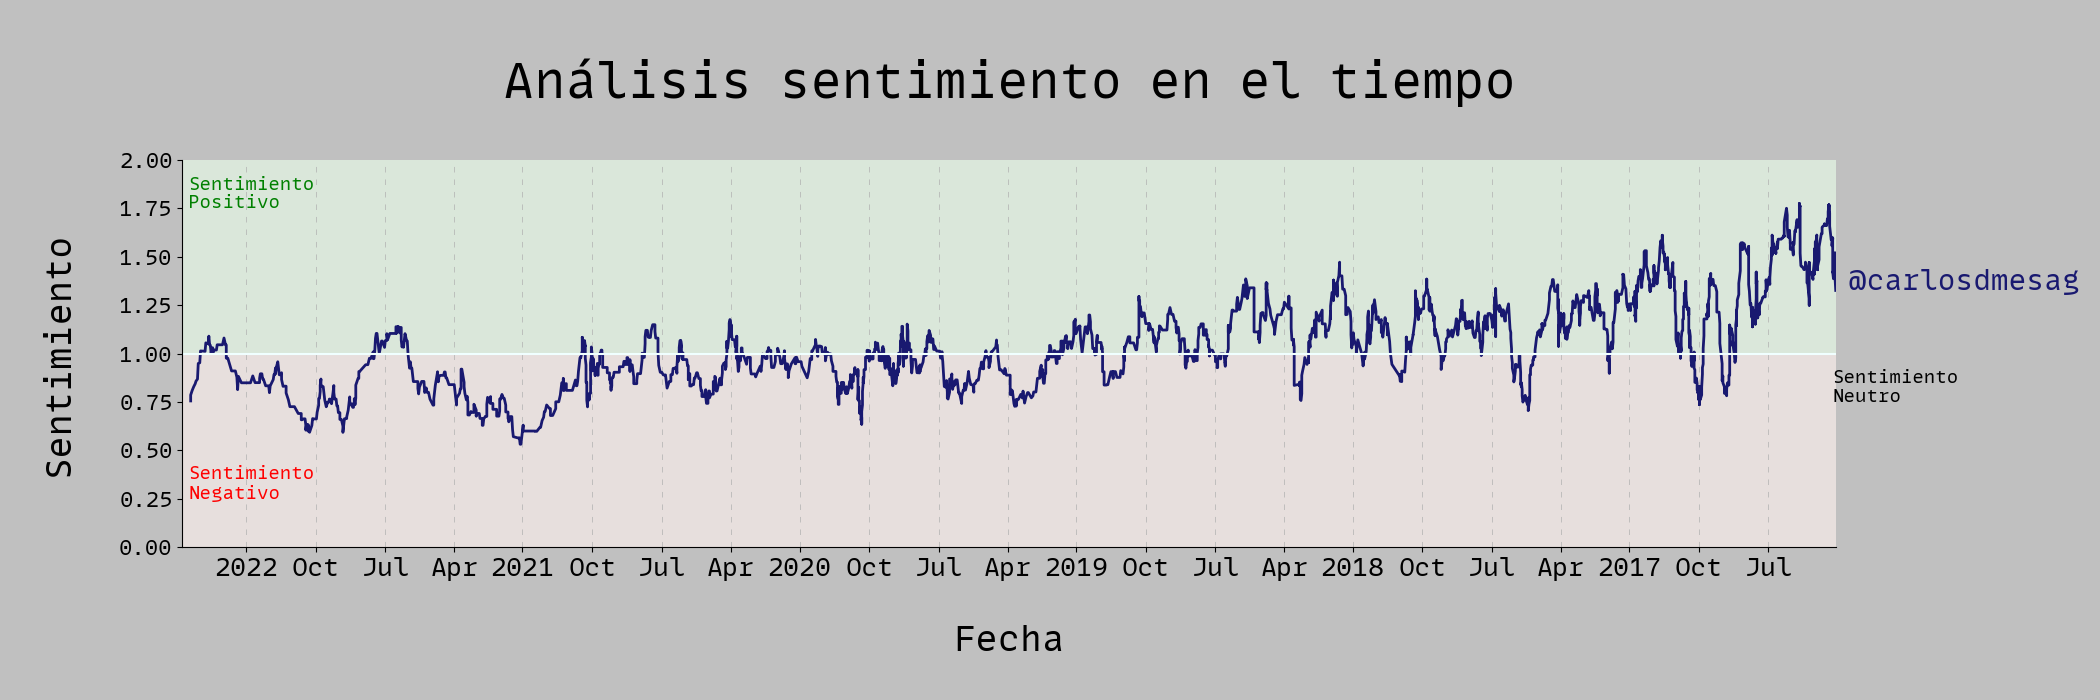 Análisis sentimiento en el tiempo
2.00
1.75
1.50
1.25
1.00
0.75
0.50
0.25
0.00
Sentimiento
Sentimiento
Positivo
Sentimiento
Negativo
@carlosdmesag
Sentimiento
Neutro
2022 Oct Jul Apr 2021 Oct Jul Apr 2020 Oct Jul Apr 2019 Oct Jul Apr 2018 Oct Jul Apr 2017 Oct Jul
Fecha